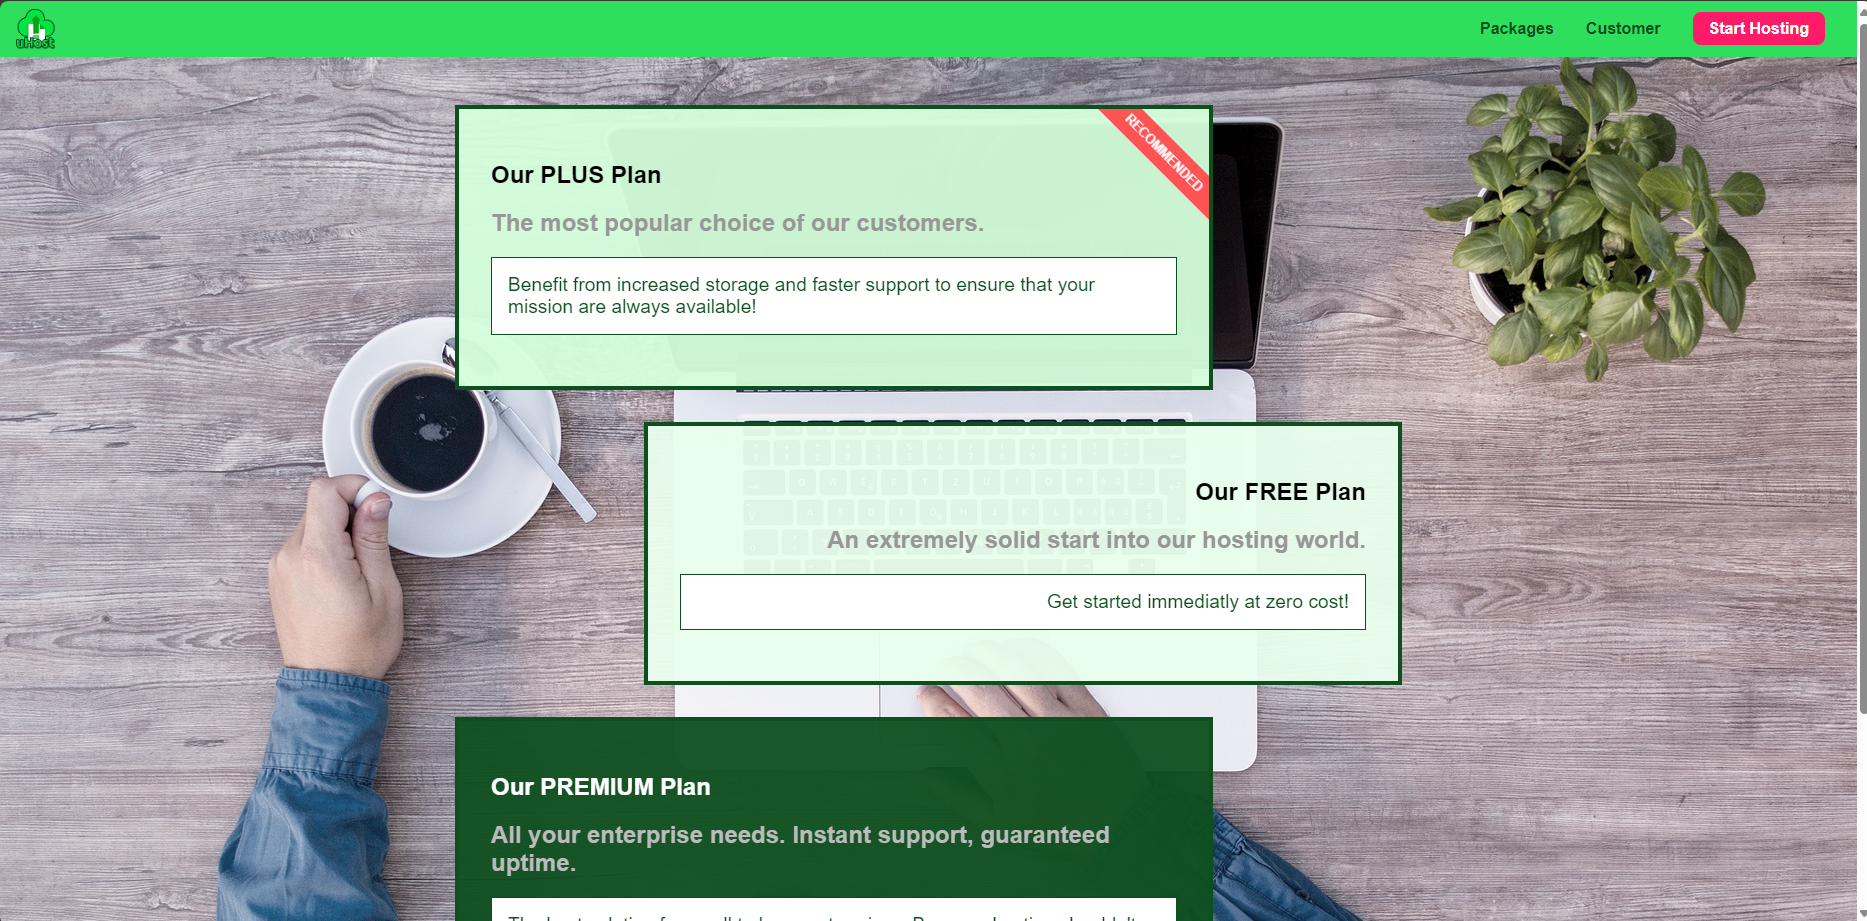 uHost
Packages
Customer
Start Hosting
RECOMMENDED
Our PLUS Plan
The most popular choice of our customers.
Benefit from increased storage and faster support to ensure that your
mission are always available!
Our FREE Plan
An extremely solid start into our hosting world.
Get started immediatly at zero cost!
Our PREMIUM Plan
All your enterprise needs. Instant support, guaranteed
uptime.